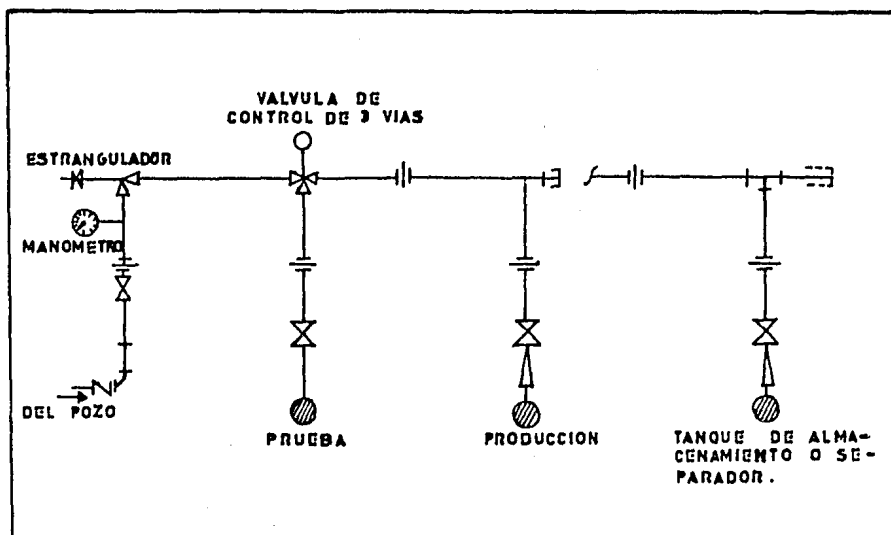 VALVULA DE
CONTROL DE 3 VIAS
ESTRANGULADOR
MANOMETRO
DEL POZO
PRUEBA
PRODUCCION
TANQUE DE ALMA-
CENAMIENTO O SE-
PARADOR.